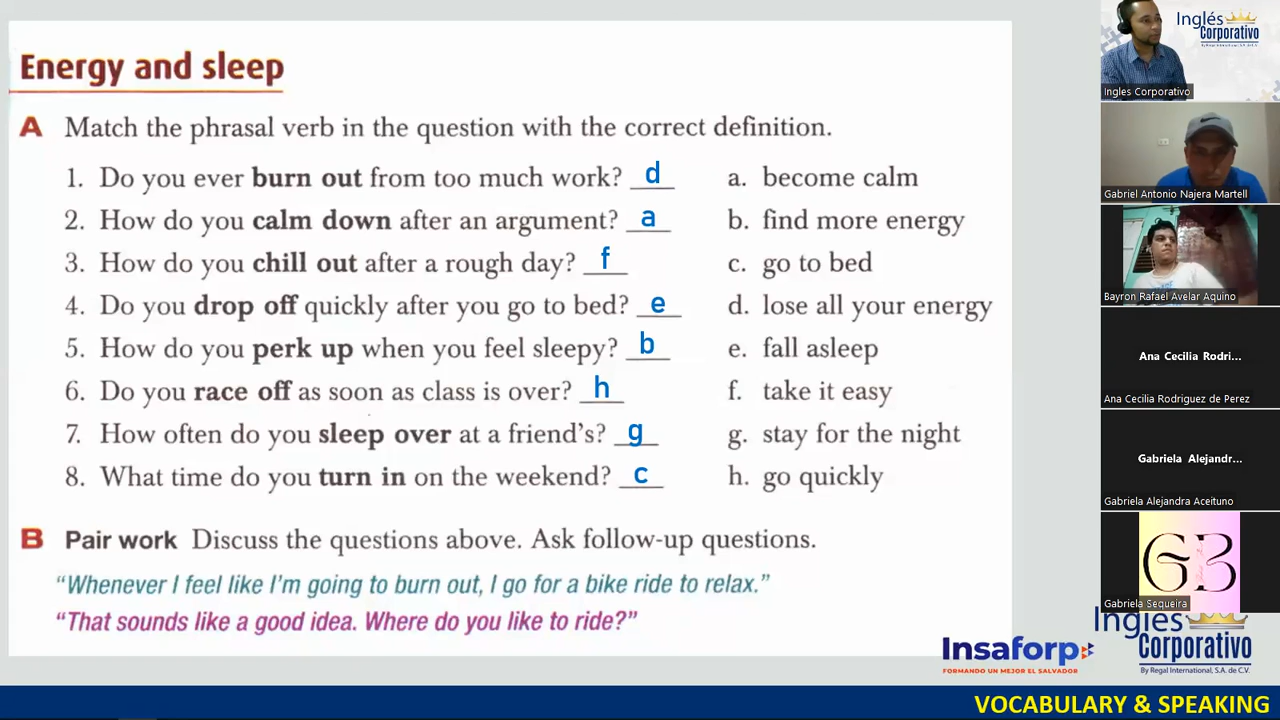 Energy and sleep
A Match the phrasal verb in the question with the correct definition.
1. Do you ever burn out from too much work? d
2. How do you calm down after an argument? a
3. How do you chill out after a rough day? f
4. Do you drop off quickly after you go to bed? e
5. How do you perk up when you feel sleepy? b
6. Do you race off as soon as class is over? h
7. How often do you sleep over at a friend's? g
8. What time do you turn in on the weekend? c
a. become calm
b. find more energy
c. go to bed
d. lose all your energy
e. fall asleep
f. take it easy
g. stay for the night
h. go quickly
B Pair work Discuss the questions above. Ask follow-up questions.
"Whenever I feel like I'm going to burn out, I go for a bike ride to relax."
"That sounds like a good idea. Where do you like to ride?"
Inglés
Corporativo
By Regal International, S.A. de C.V.
Ingles Corporativo
Gabriel Antonio Najera Martell
Bayron Rafael Avelar Aquino
Ana Cecilia Rodri...
Ana Cecilia Rodriguez de Perez
Gabriela Alejandr...
Gabriela Alejandra Aceituno
GB
Gabriela Sequeira
Insaforp
FORMANDO UN MEJOR EL SALVADOR
Inglés
Corporativo
By Regal International, S.A. de C.V.
VOCABULARY & SPEAKING